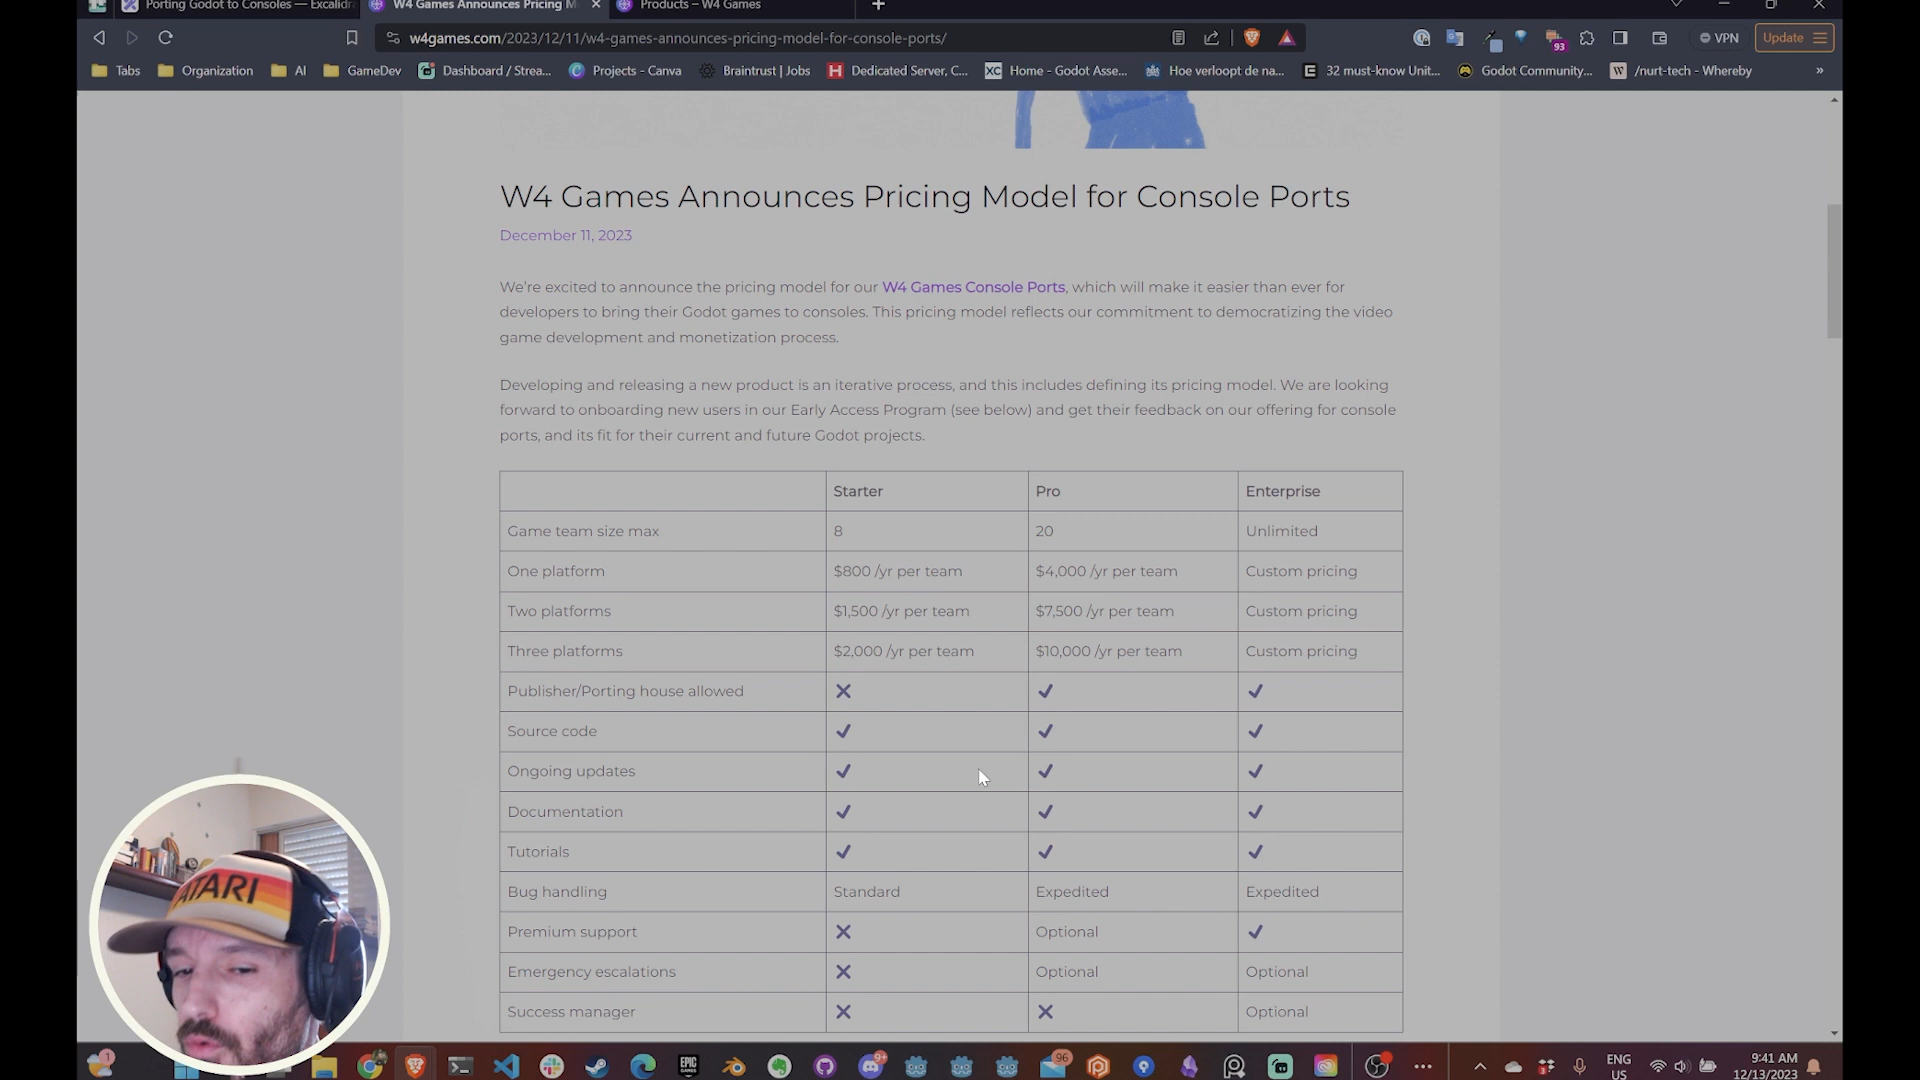 Porting Godot to Consoles — Excalidra
W4 Games Announces Pricing M
Products – W4 Games
w4games.com/2023/12/11/w4-games-announces-pricing-model-for-console-ports/
93
VPN
Update
Tabs
Organization
AI
GameDev
Dashboard / Strea...
Projects - Canva
Braintrust | Jobs
Dedicated Server, C...
Home - Godot Asse...
Hoe verloopt de na...
32 must-know Unit...
Godot Community...
/nurt-tech - Whereby
»
W4 Games Announces Pricing Model for Console Ports
December 11, 2023
We're excited to announce the pricing model for our W4 Games Console Ports, which will make it easier than ever for
developers to bring their Godot games to consoles. This pricing model reflects our commitment to democratizing the video
game development and monetization process.
Developing and releasing a new product is an iterative process, and this includes defining its pricing model. We are looking
forward to onboarding new users in our Early Access Program (see below) and get their feedback on our offering for console
ports, and its fit for their current and future Godot projects.
Starter Pro Enterprise
Game team size max 8 20 Unlimited
One platform $800 /yr per team $4,000 /yr per team Custom pricing
Two platforms $1,500 /yr per team $7,500 /yr per team Custom pricing
Three platforms $2,000 /yr per team $10,000 /yr per team Custom pricing
Publisher/Porting house allowed ✗ ✓ ✓
Source code ✓ ✓ ✓
Ongoing updates ✓ ✓ ✓
Documentation ✓ ✓ ✓
Tutorials ✓ ✓ ✓
Bug handling Standard Expedited Expedited
Premium support ✗ Optional ✓
Emergency escalations ✗ Optional Optional
Success manager ✗ ✗ Optional
ATARI
1
EPIC
9+
96
ENG
US
9:41 AM
12/13/2023